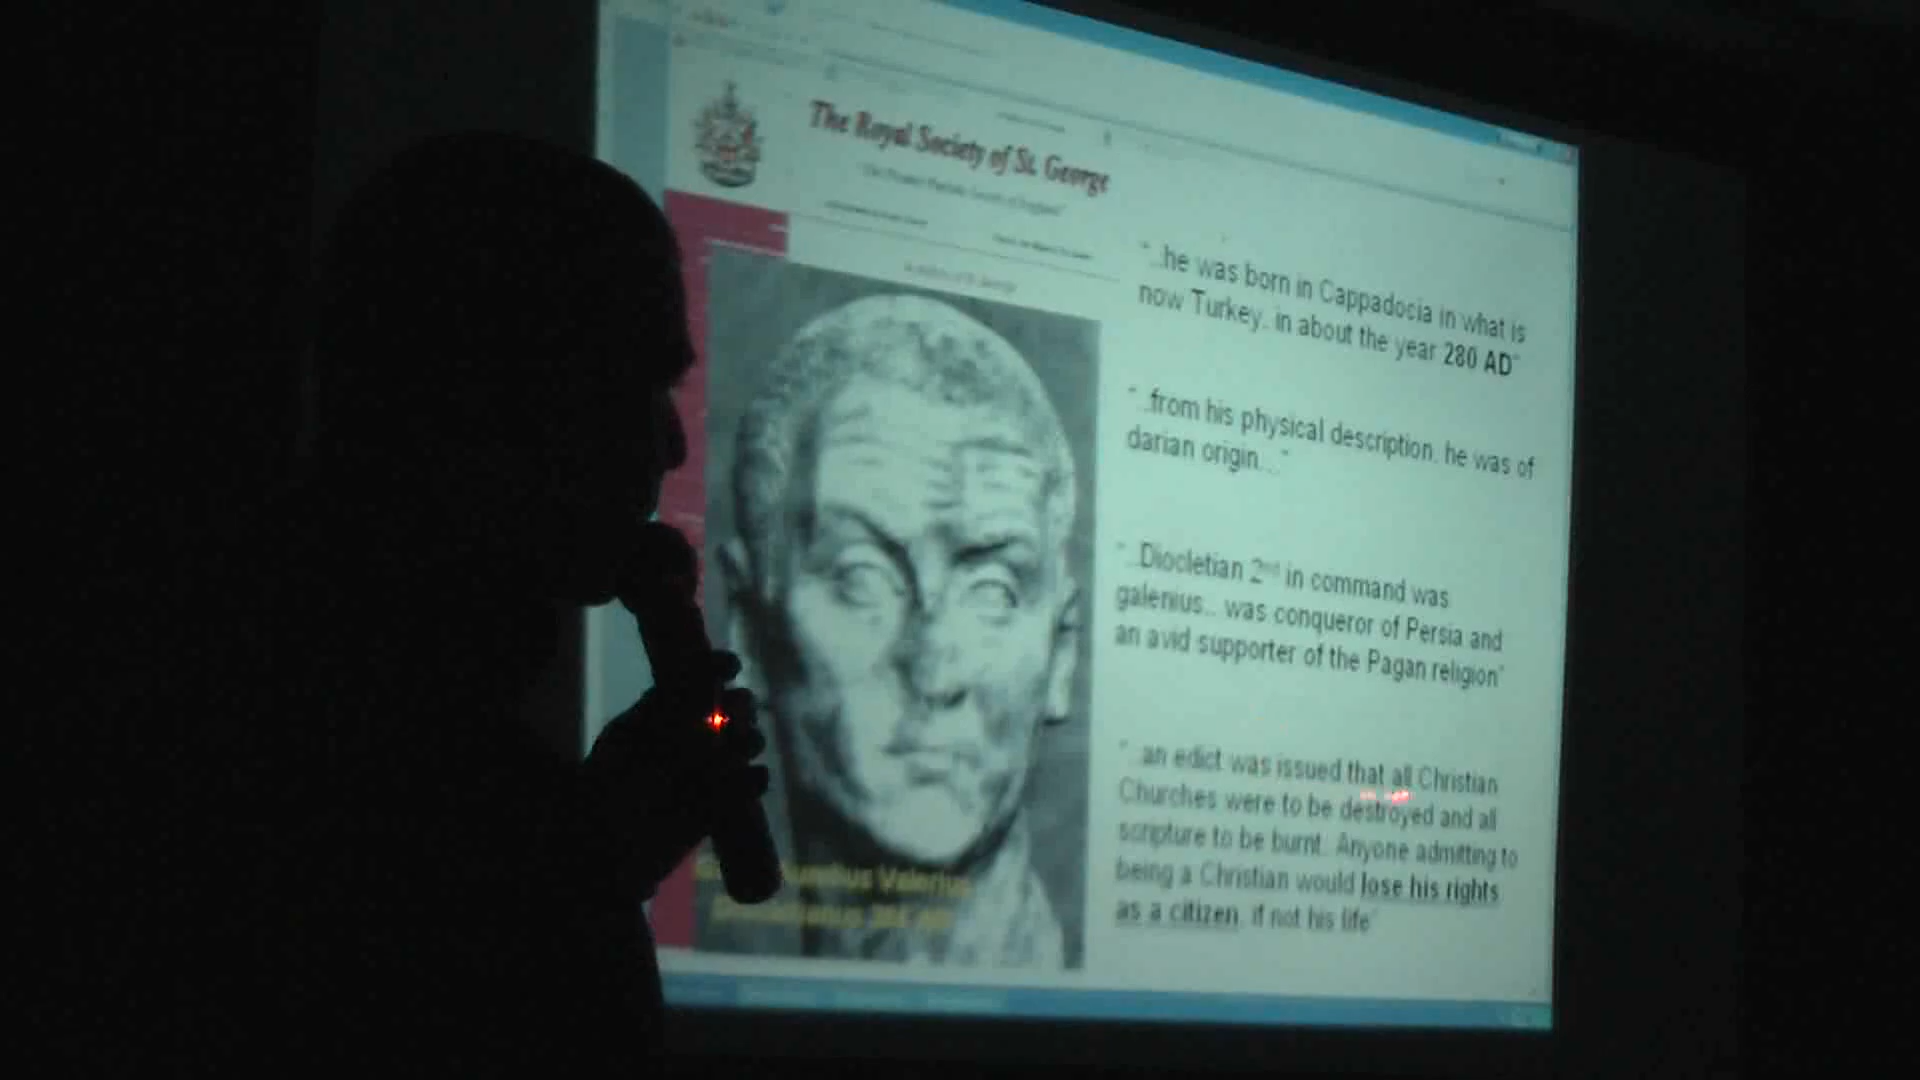 The Royal Society of St. George
"..he was born in Cappadocia in what is
now Turkey, in about the year 280 AD"
"..from his physical description, he was of
darian origin..."
"..Diocletian 2nd in command was
galenius.. was conqueror of Persia and
an avid supporter of the Pagan religion"
"..an edict was issued that all Christian
Churches were to be destroyed and all
scripture to be burnt. Anyone admitting to
being a Christian would lose his rights
as a citizen, if not his life"
Valerius